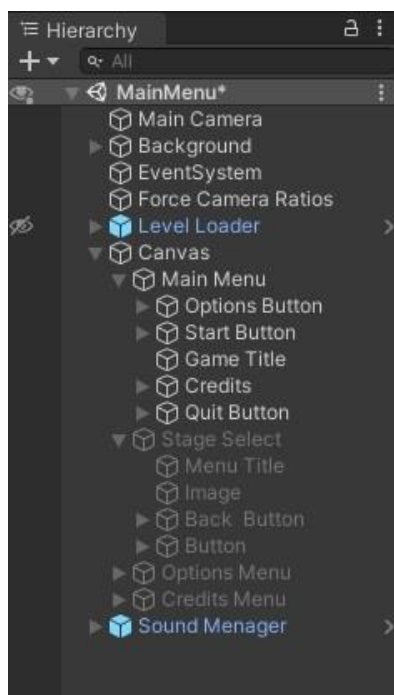 Hierarchy
All
MainMenu*
Main Camera
Background
EventSystem
Force Camera Ratios
Level Loader
Canvas
Main Menu
Options Button
Start Button
Game Title
Credits
Quit Button
Stage Select
Menu Title
Image
Back  Button
Button
Options Menu
Credits Menu
Sound Menager